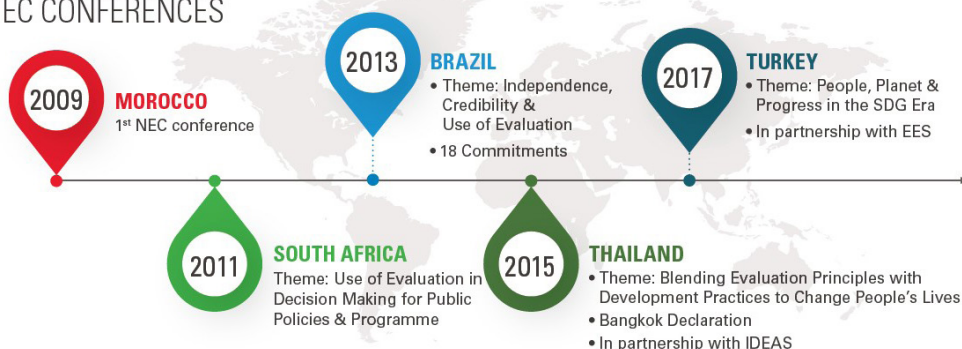 EC CONFERENCES
2009
MOROCCO
1st NEC conference
2011
SOUTH AFRICA
Theme: Use of Evaluation in
Decision Making for Public
Policies & Programme
2013
BRAZIL
• Theme: Independence,
Credibility &
Use of Evaluation
• 18 Commitments
2015
THAILAND
• Theme: Blending Evaluation Principles with
Development Practices to Change People's Lives
• Bangkok Declaration
• In partnership with IDEAS
2017
TURKEY
• Theme: People, Planet &
Progress in the SDG Era
• In partnership with EES